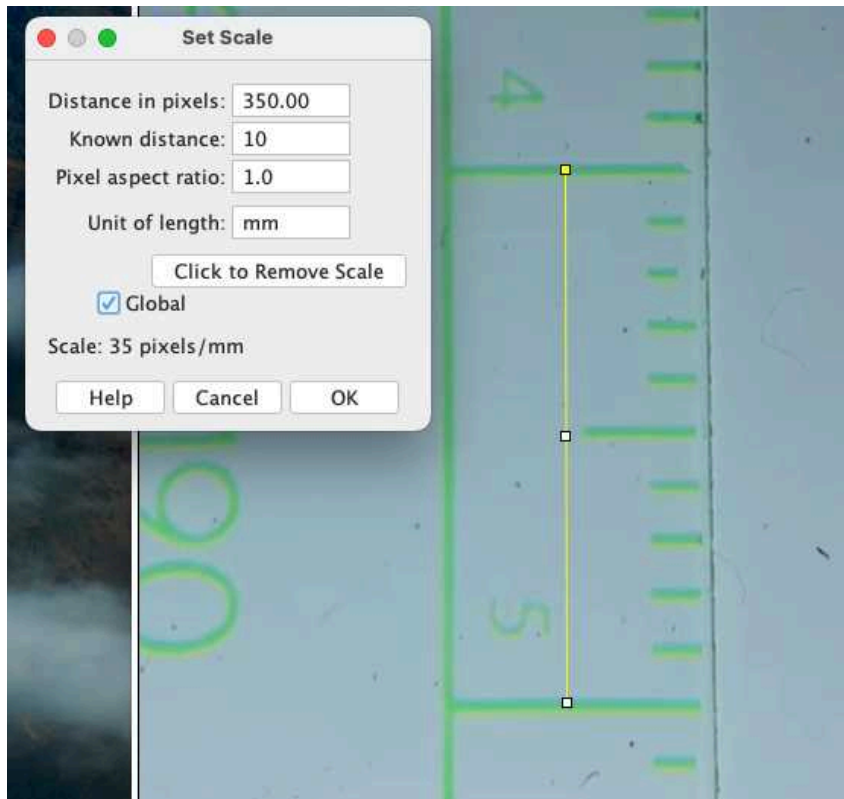 Set Scale
Distance in pixels: 350.00
Known distance: 10
Pixel aspect ratio: 1.0
Unit of length: mm
Click to Remove Scale
Global
Scale: 35 pixels/mm
Help Cancel OK
4
190
5